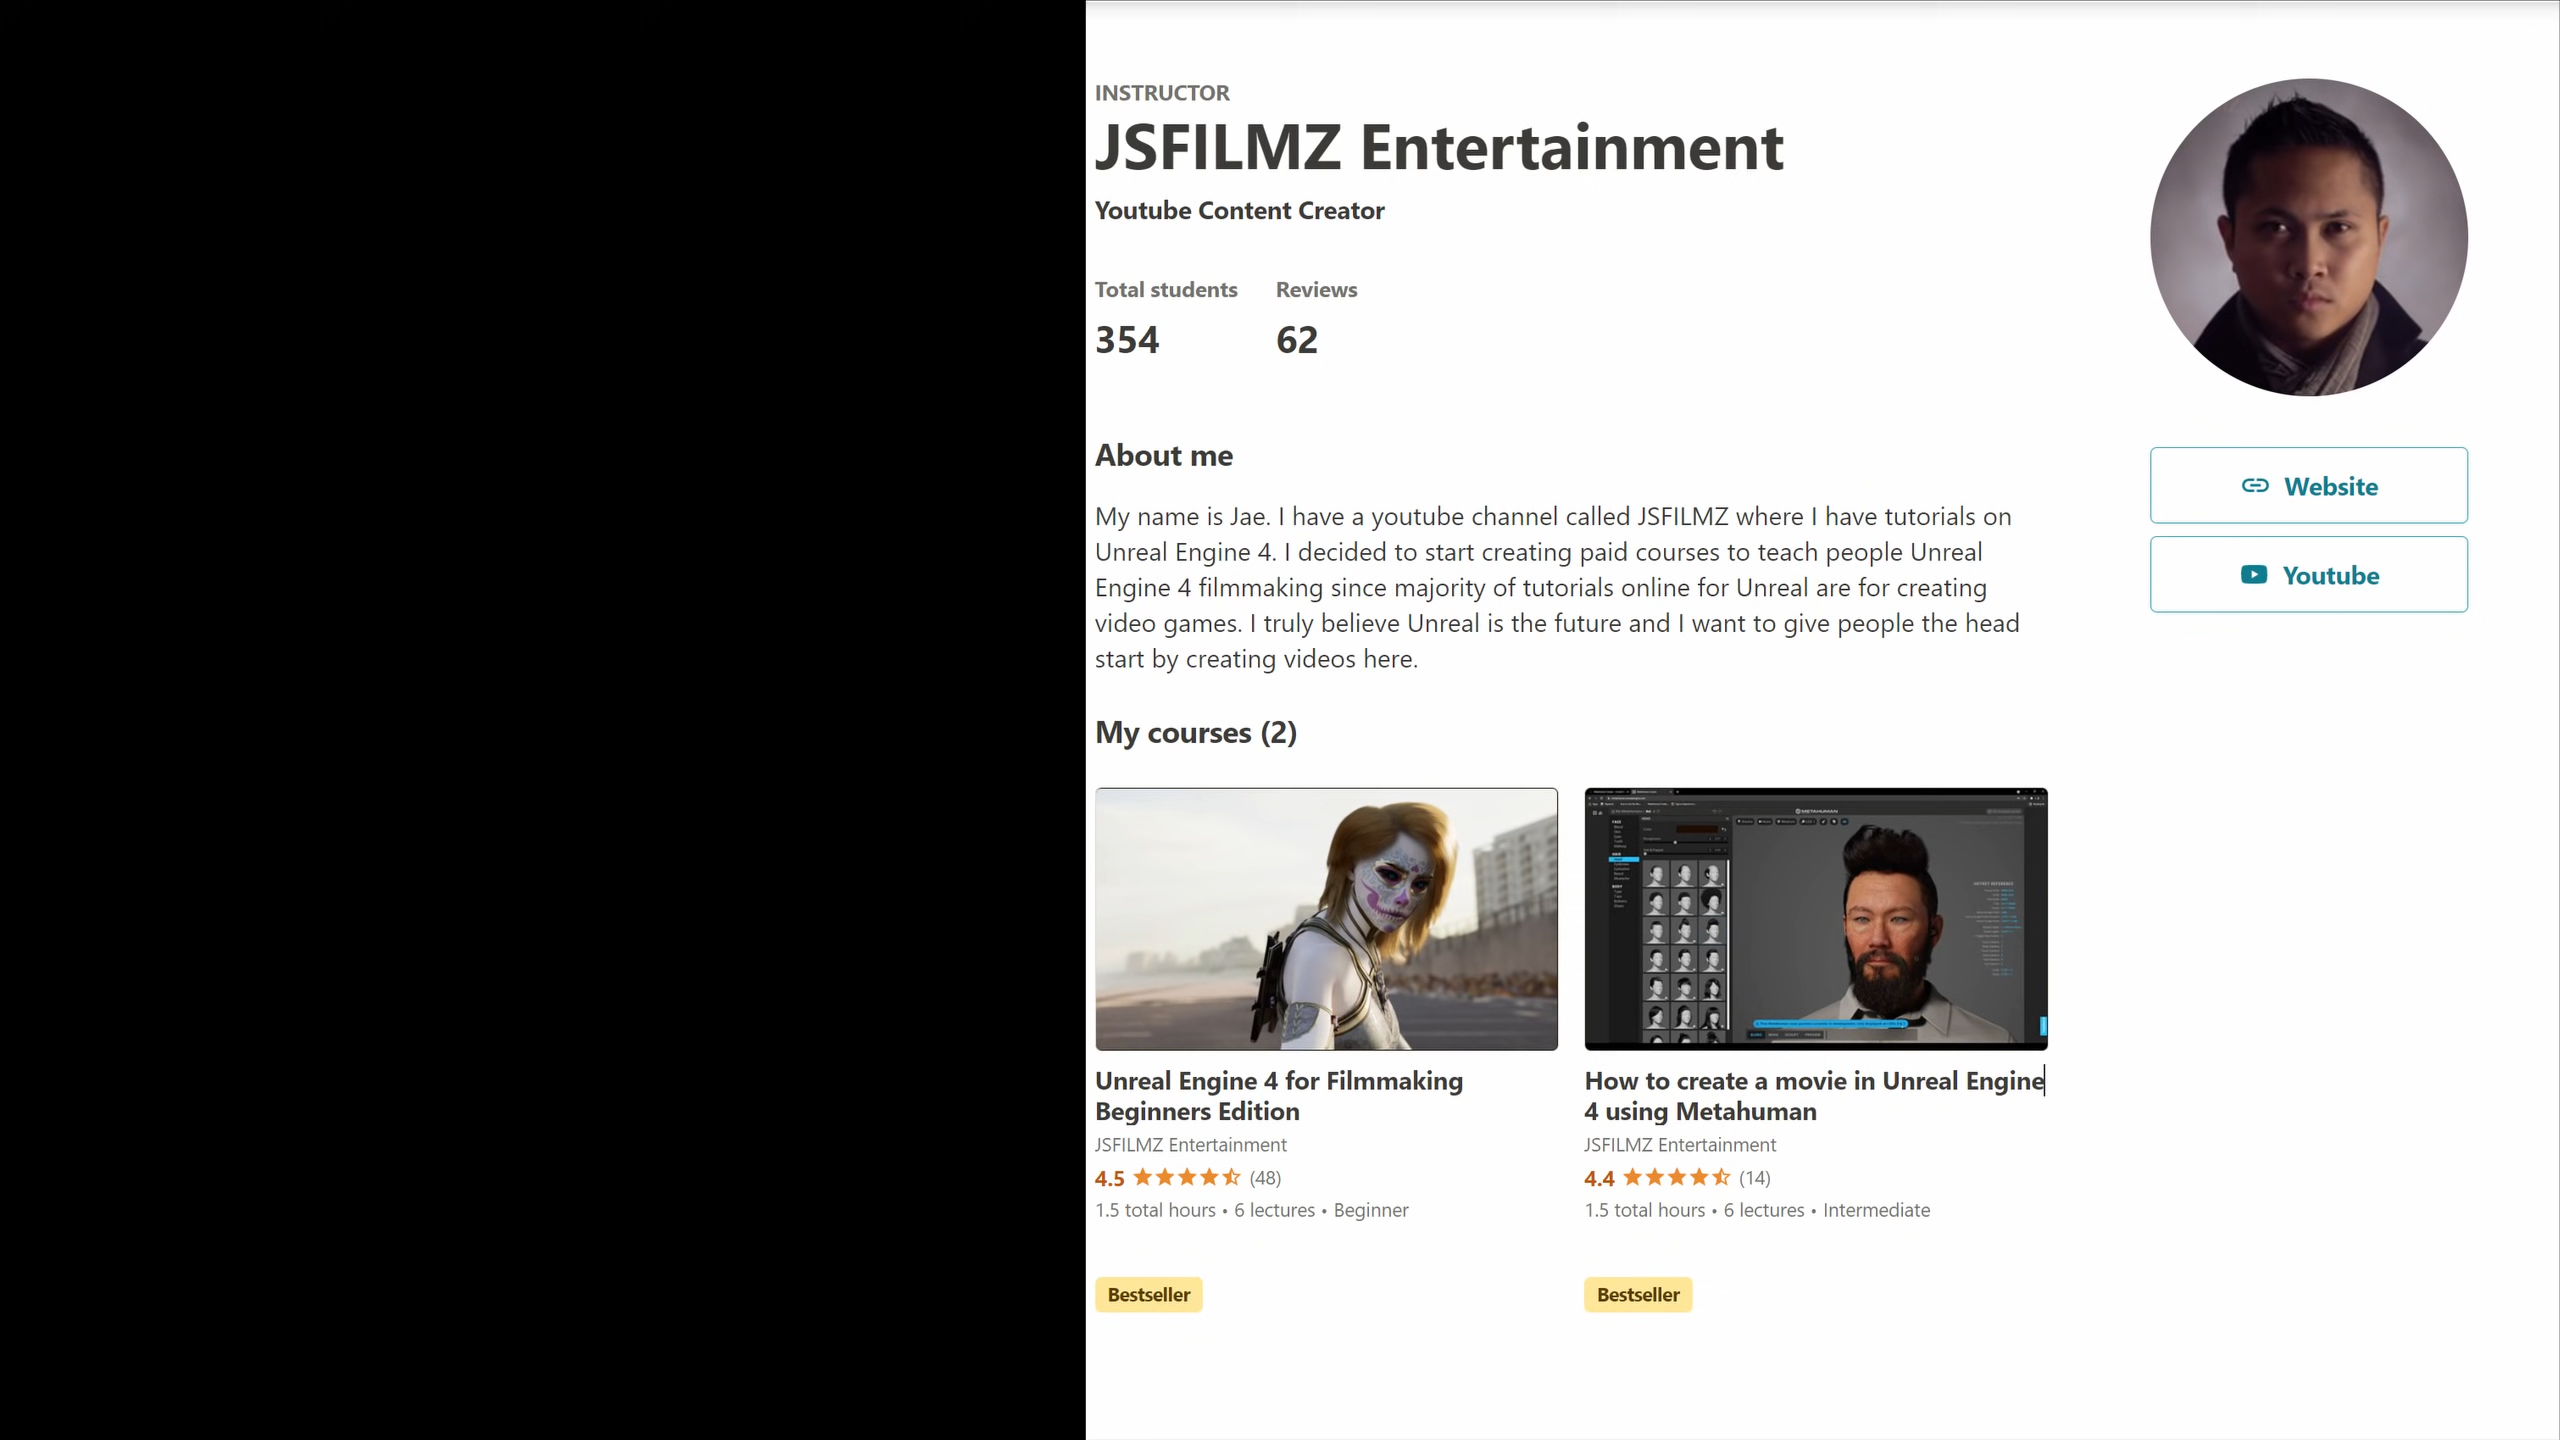 INSTRUCTOR
JSFILMZ Entertainment
Youtube Content Creator
Total students
Reviews
354
62
Website
Youtube
About me
My name is Jae. I have a youtube channel called JSFILMZ where I have tutorials on
Unreal Engine 4. I decided to start creating paid courses to teach people Unreal
Engine 4 filmmaking since majority of tutorials online for Unreal are for creating
video games. I truly believe Unreal is the future and I want to give people the head
start by creating videos here.
My courses (2)
METAHUMAN
Unreal Engine 4 for Filmmaking
Beginners Edition
JSFILMZ Entertainment
4.5 (48)
1.5 total hours • 6 lectures • Beginner
Bestseller
How to create a movie in Unreal Engine
4 using Metahuman
JSFILMZ Entertainment
4.4 (14)
1.5 total hours • 6 lectures • Intermediate
Bestseller